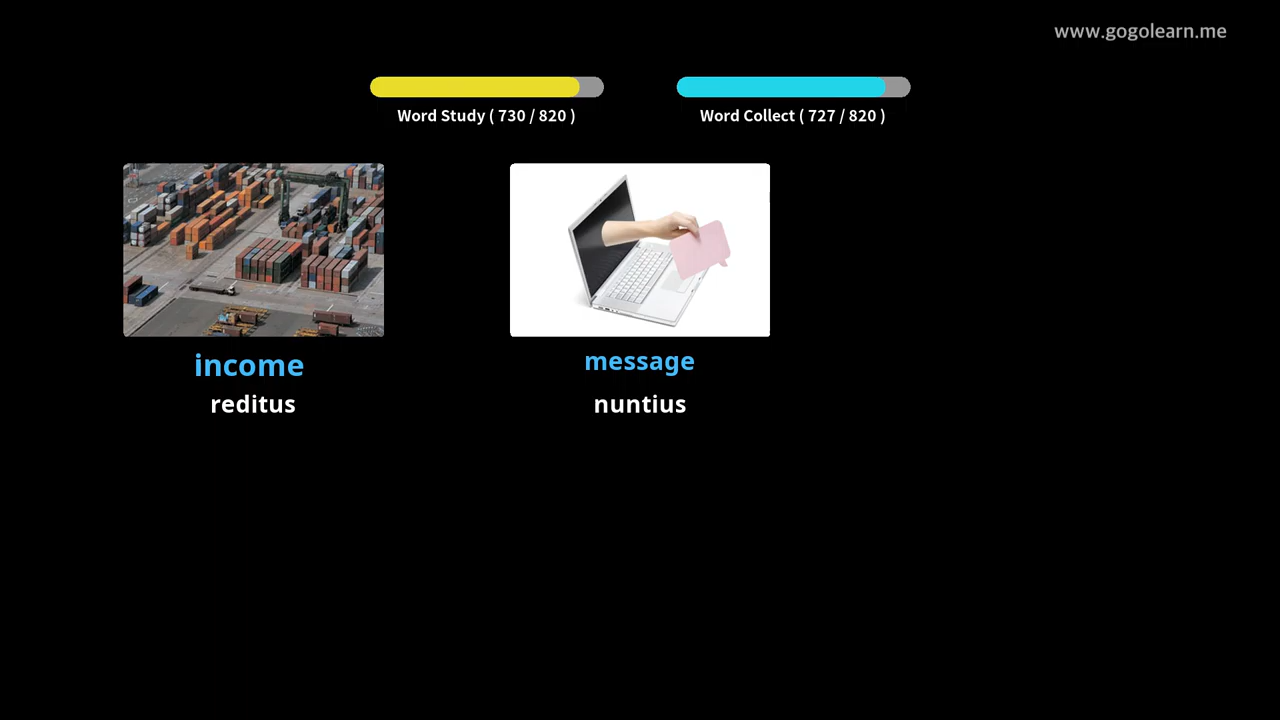 www.gogolearn.me
Word Study ( 730 / 820 )
Word Collect ( 727 / 820 )
income
reditus
message
nuntius